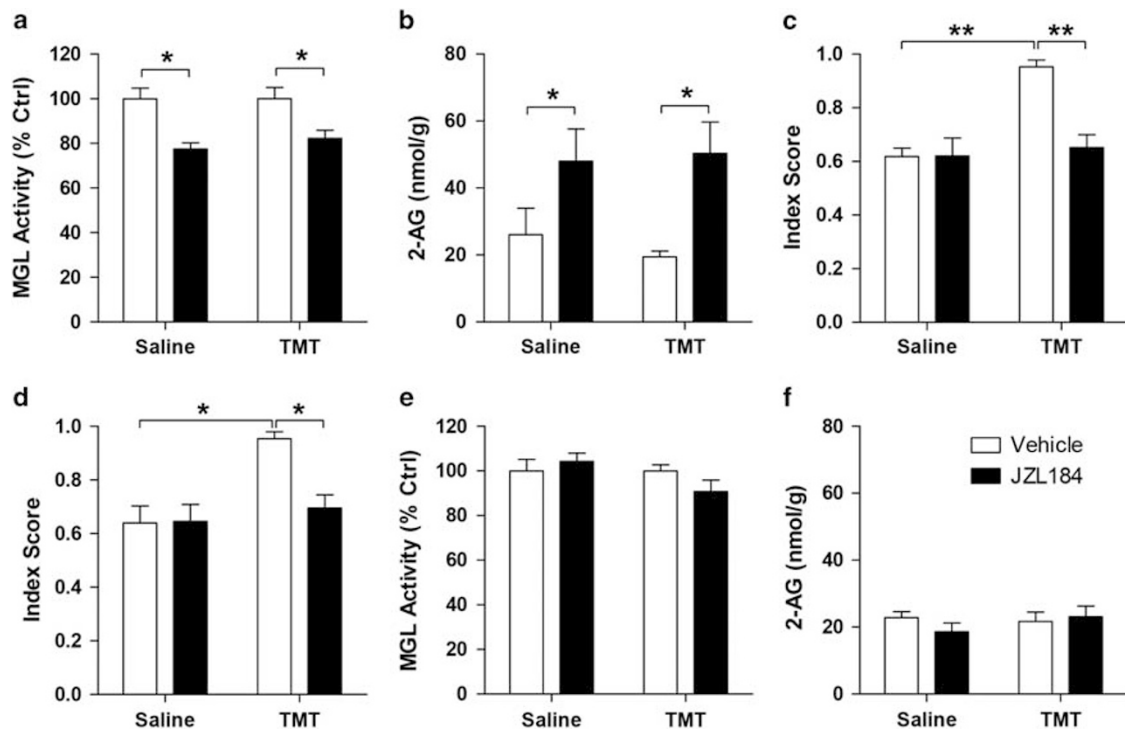 a
120
100
80
60
40
20
0
MGL Activity (% Ctrl)
*
*
Saline TMT
b
80
60
40
20
0
2-AG (nmol/g)
*
*
Saline TMT
c
1.0
0.8
0.6
0.4
0.2
0.0
Index Score
**
**
Saline TMT
d
1.0
0.8
0.6
0.4
0.2
0.0
Index Score
*
*
Saline TMT
e
120
100
80
60
40
20
0
MGL Activity (% Ctrl)
Saline TMT
f
80
60
40
20
0
2-AG (nmol/g)
Vehicle
JZL184
Saline TMT